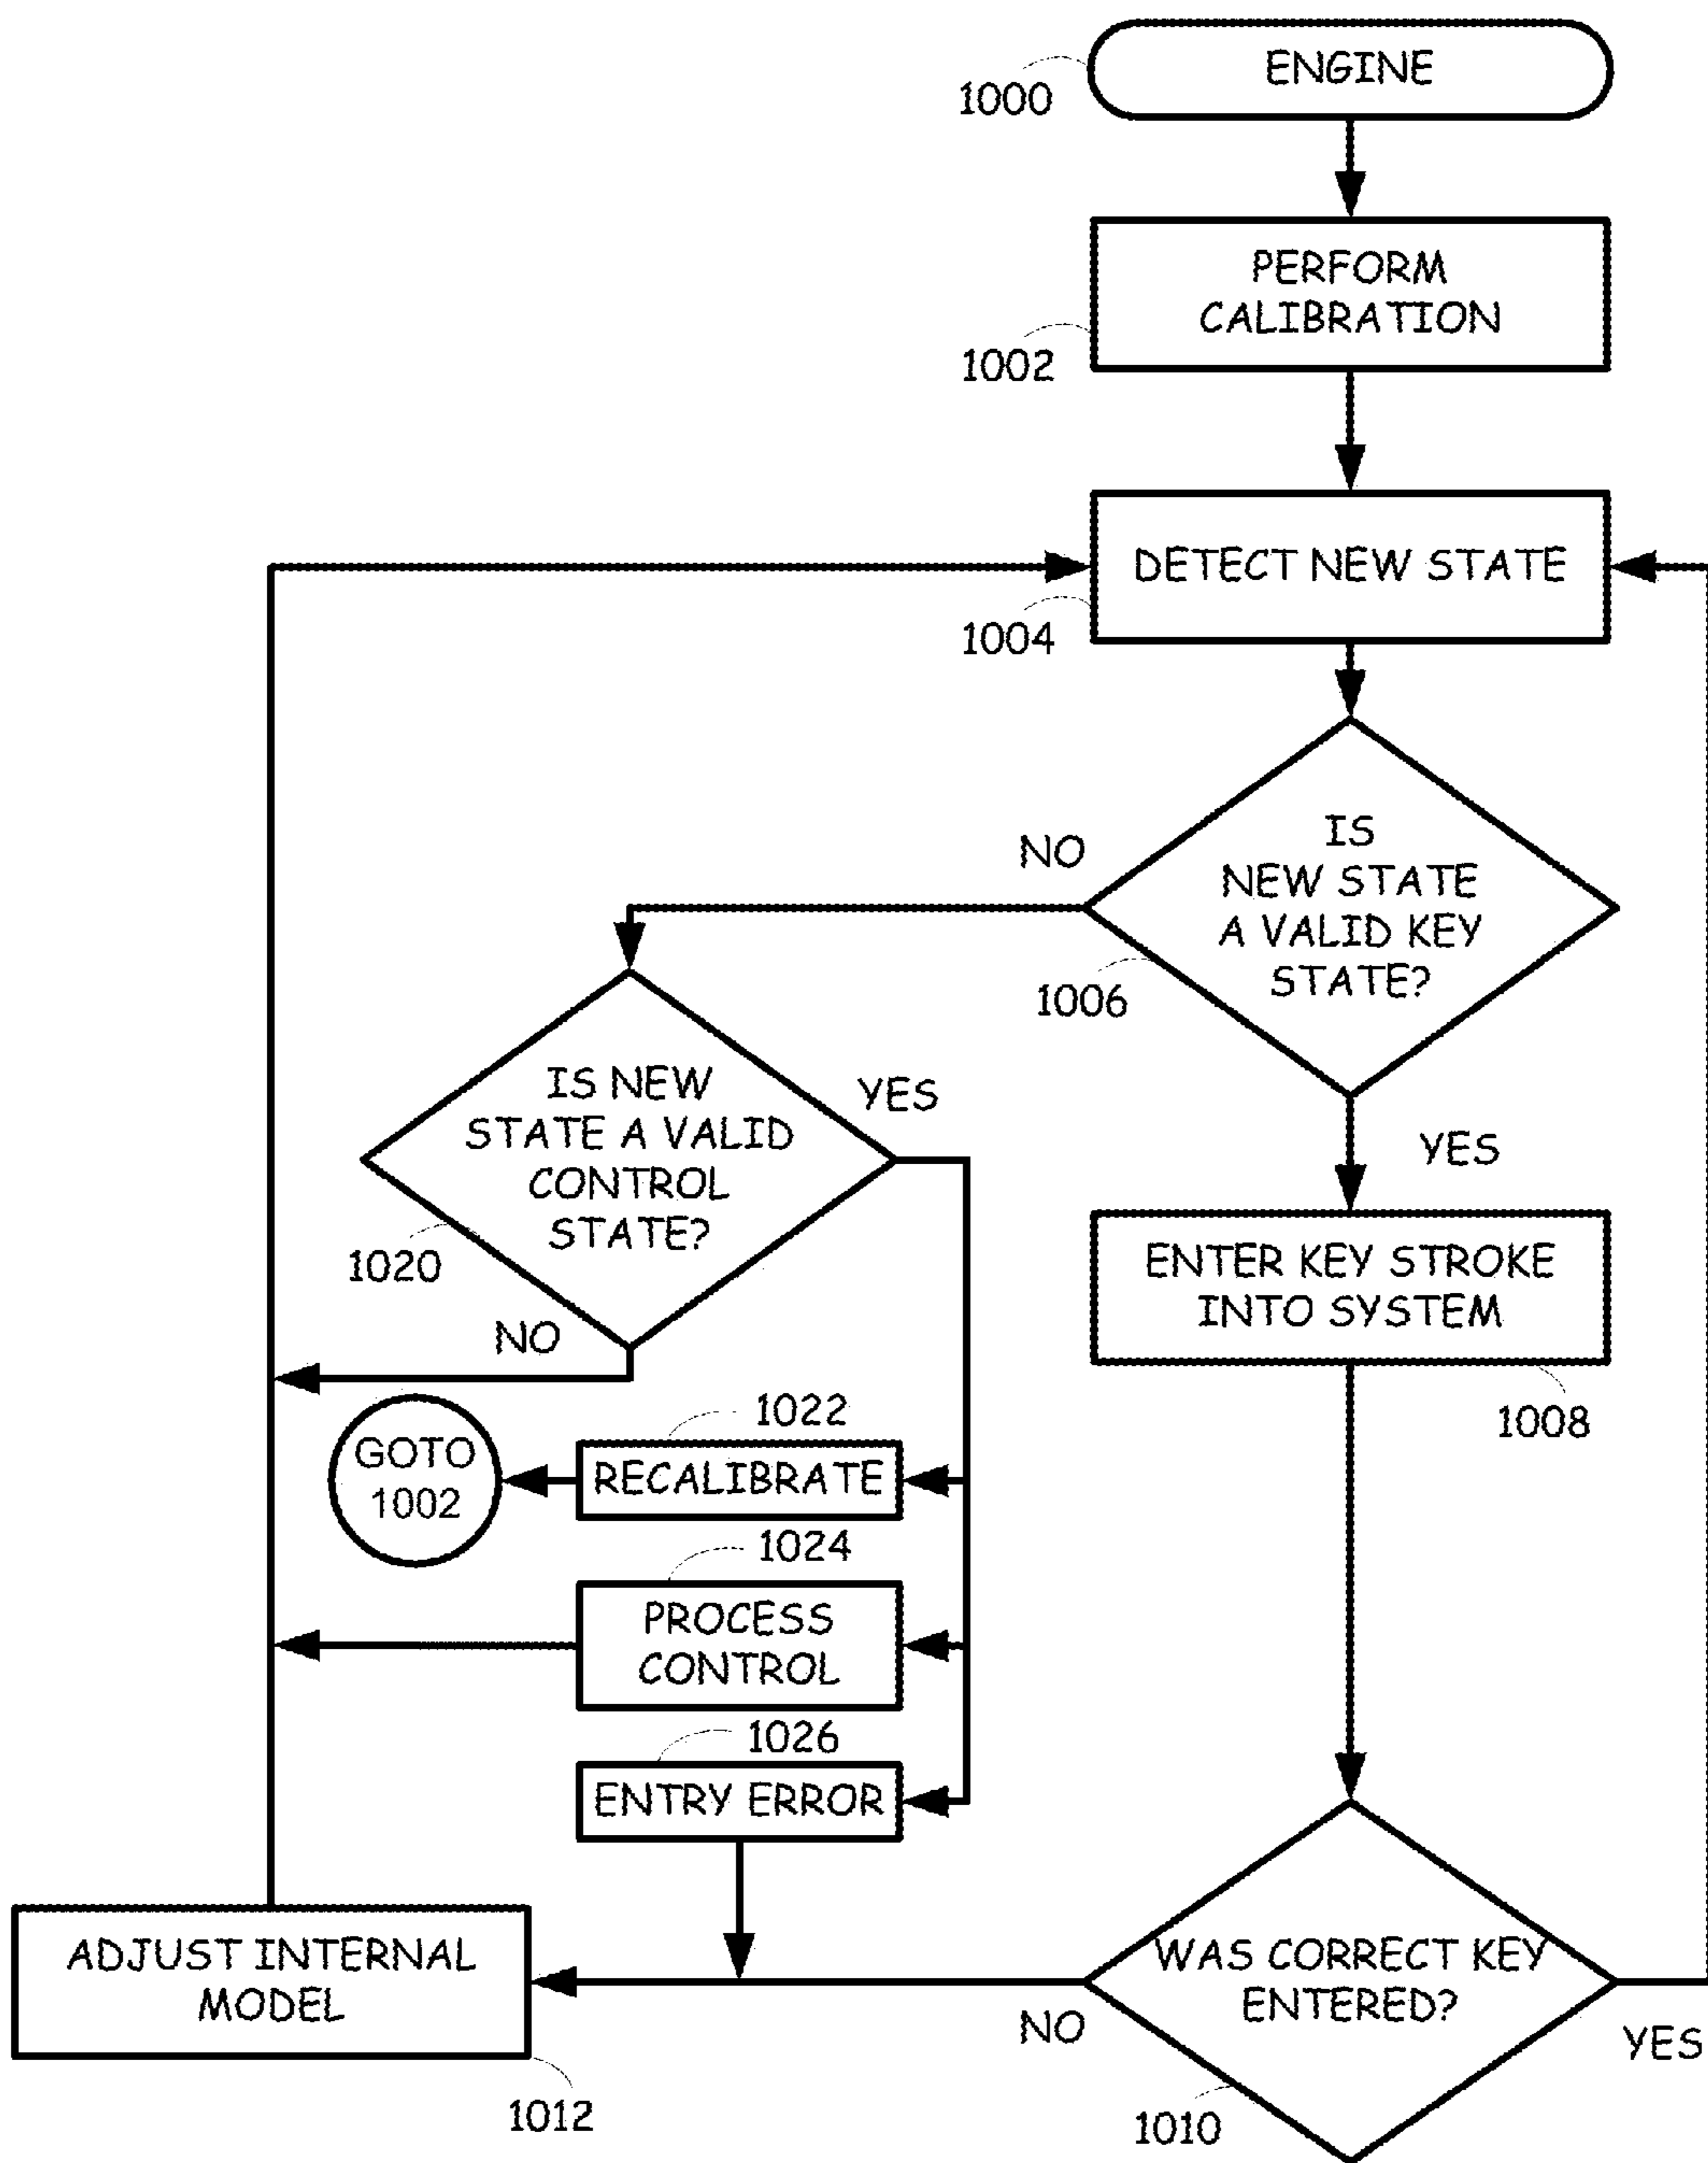 ENGINE
1000
PERFORM
CALIBRATION
1002
DETECT NEW STATE
1004
IS
NEW STATE
A VALID KEY
STATE?
NO
1006
YES
IS NEW
STATE A VALID
CONTROL
STATE?
YES
1020
NO
ENTER KEY STROKE
INTO SYSTEM
1008
1022
RECALIBRATE
GOTO
1002
1024
PROCESS
CONTROL
1026
ENTRY ERROR
ADJUST INTERNAL
MODEL
1012
WAS CORRECT KEY
ENTERED?
NO
YES
1010